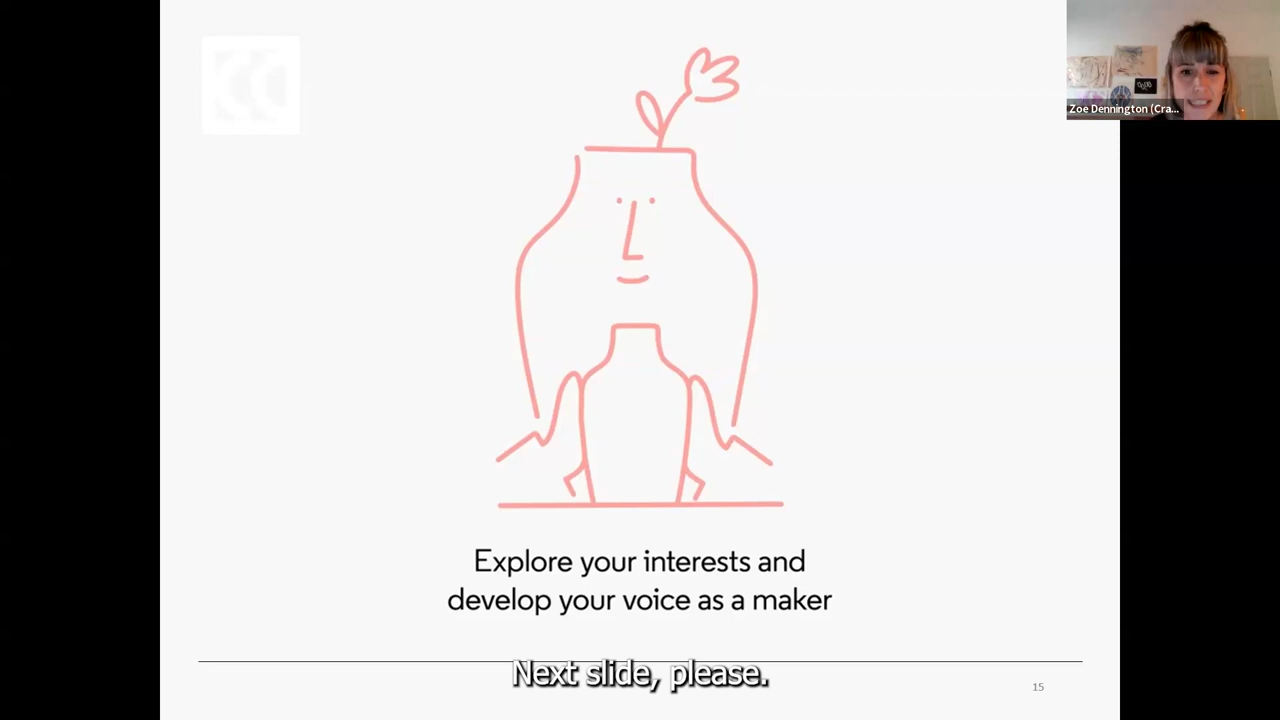 Zoe Dennington (Cra...
Explore your interests and
develop your voice as a maker
Next slide, please.
15